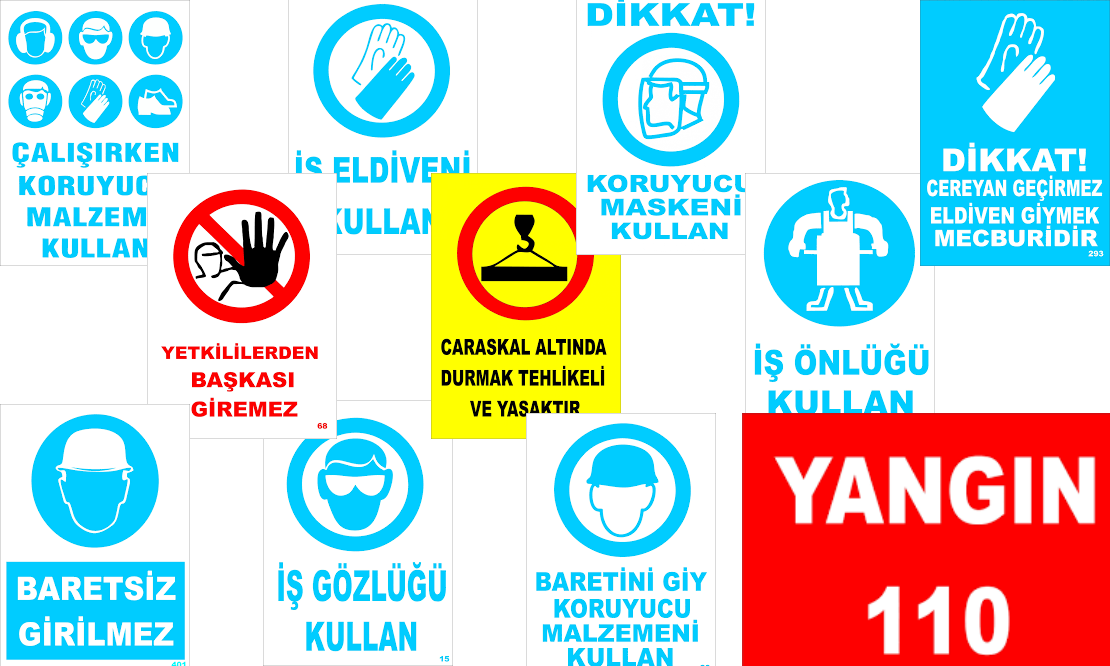 ÇALIŞIRKEN
KORUYUC
MALZEM
KULLAN
İŞ ELDİVENİ
KULLAN
DİKKAT!
KORUYUCU
MASKENİ
KULLAN
DİKKAT!
CEREYAN GEÇİRMEZ
ELDİVEN GİYMEK
MECBURİDİR
293
YETKİLİLERDEN
BAŞKASI
GİREMEZ
68
CARASKAL ALTINDA
DURMAK TEHLİKELİ
VE YASAKTIR
İŞ ÖNLÜĞÜ
KULLAN
BARETSİZ
GİRİLMEZ
401
İŞ GÖZLÜĞÜ
KULLAN
15
BARETİNİ GİY
KORUYUCU
MALZEMENİ
KULLAN
YANGIN
110